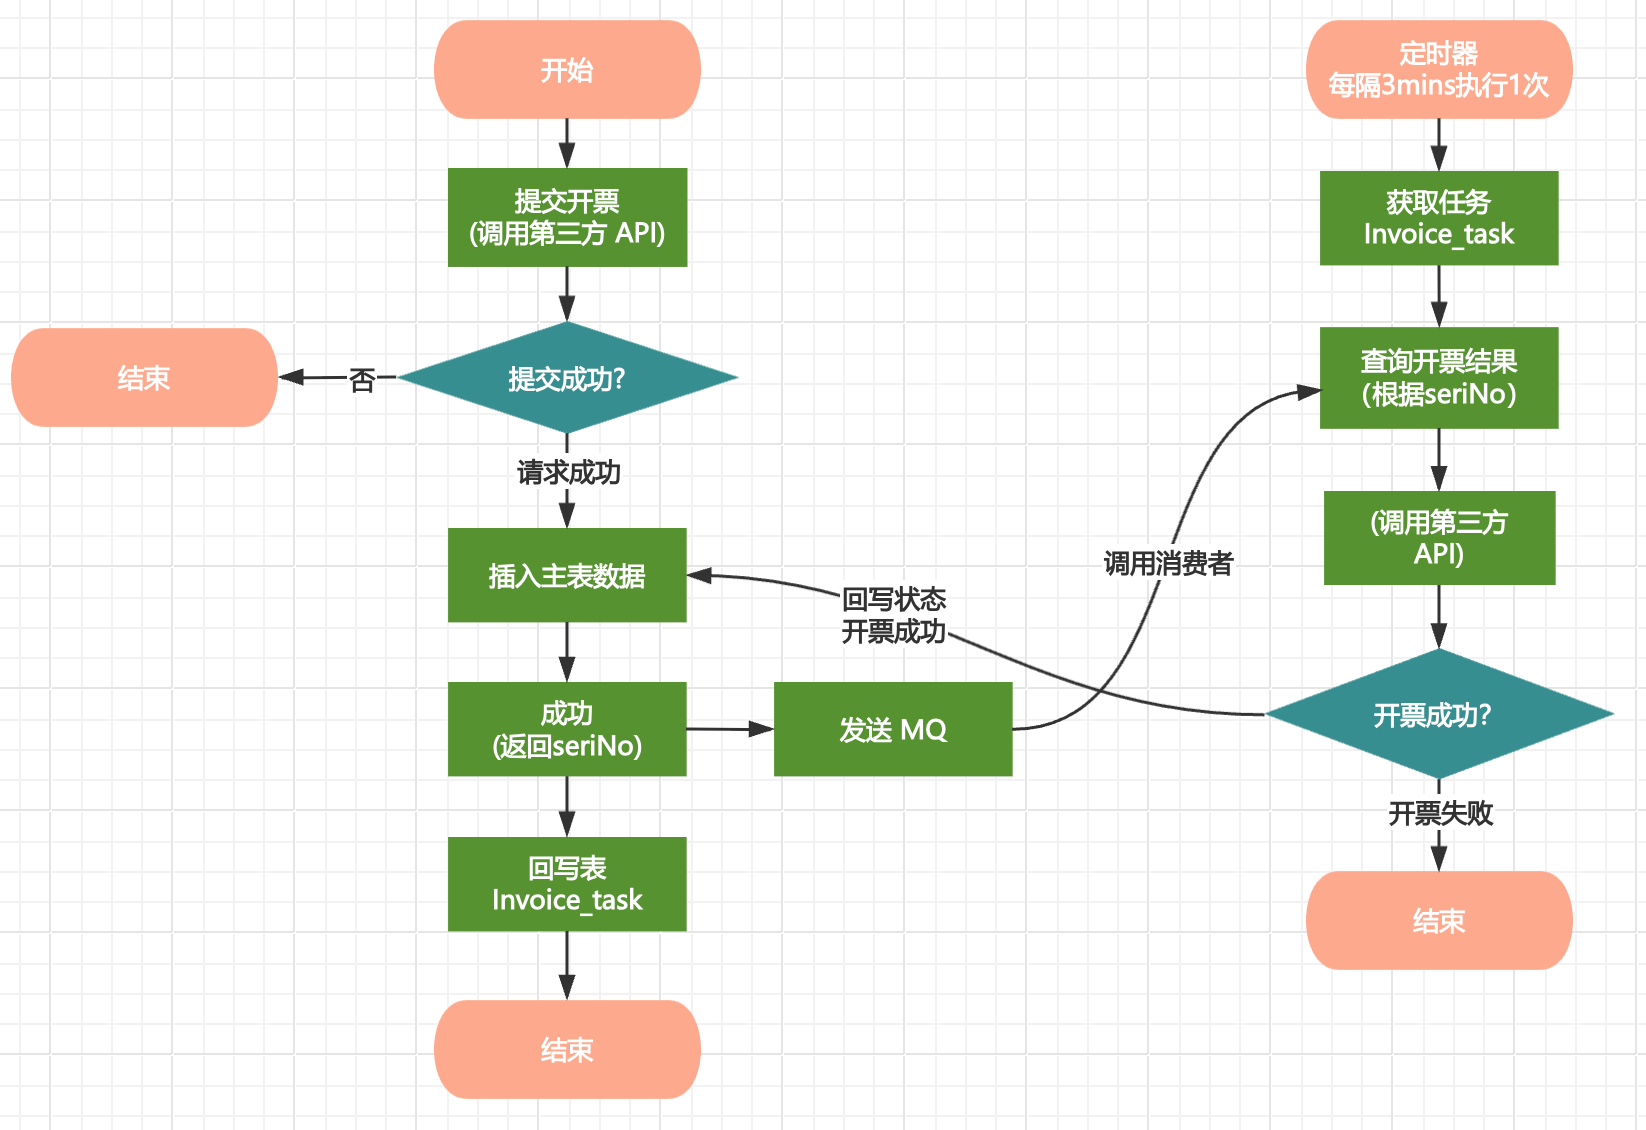 开始
提交开票
(调用第三方 API)
提交成功?
否
结束
请求成功
插入主表数据
成功
(返回seriNo)
发送 MQ
回写表
Invoice_task
结束
回写状态
开票成功
调用消费者
定时器
每隔3mins执行1次
获取任务
Invoice_task
查询开票结果
（根据seriNo）
(调用第三方
API)
开票成功?
开票失败
结束